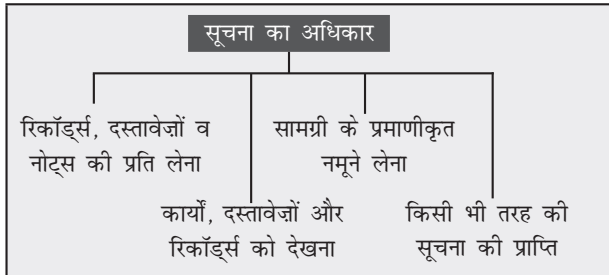 सूचना का अधिकार
रिकॉर्ड्स, दस्तावेज़ों व
नोट्स की प्रति लेना
सामग्री के प्रमाणीकृत
नमूने लेना
कार्यों, दस्तावेज़ों और
रिकॉर्ड्स को देखना
किसी भी तरह की
सूचना की प्राप्ति